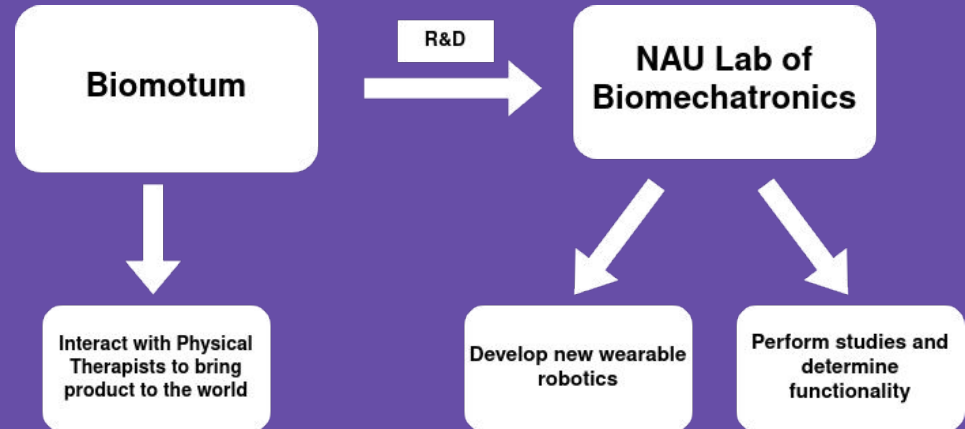 Biomotum
R&D
NAU Lab of
Biomechatronics
Interact with Physical
Therapists to bring
product to the world
Develop new wearable
robotics
Perform studies and
determine
functionality